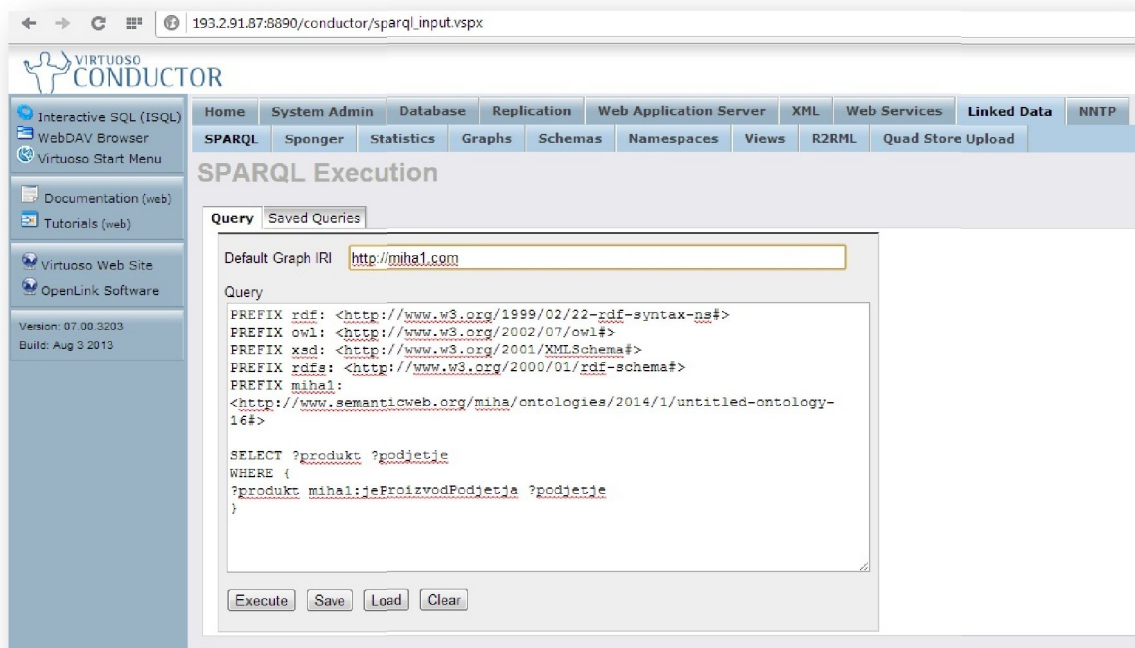 193.2.91.87:8890/conductor/sparql_input.vspx
VIRTUOSO
CONDUCTOR
Interactive SQL (ISQL)
WebDAV Browser
Virtuoso Start Menu
Documentation (web)
Tutorials (web)
Virtuoso Web Site
OpenLink Software
Version: 07.00.3203
Build: Aug 3 2013
Home System Admin Database Replication Web Application Server XML Web Services Linked Data NNTP
SPARQL Sponger Statistics Graphs Schemas Namespaces Views R2RML Quad Store Upload
SPARQL Execution
Query Saved Queries
Default Graph IRI http://miha1.com
Query
PREFIX rdf: <http://www.w3.org/1999/02/22-rdf-syntax-ns#>
PREFIX owl: <http://www.w3.org/2002/07/owl#>
PREFIX xsd: <http://www.w3.org/2001/XMLSchema#>
PREFIX rdfs: <http://www.w3.org/2000/01/rdf-schema#>
PREFIX miha1:
<http://www.semanticweb.org/miha/ontologies/2014/1/untitled-ontology-
16#>
SELECT ?produkt ?podjetje
WHERE {
?produkt miha1:jeProizvodPodjetja ?podjetje
}
Execute Save Load Clear